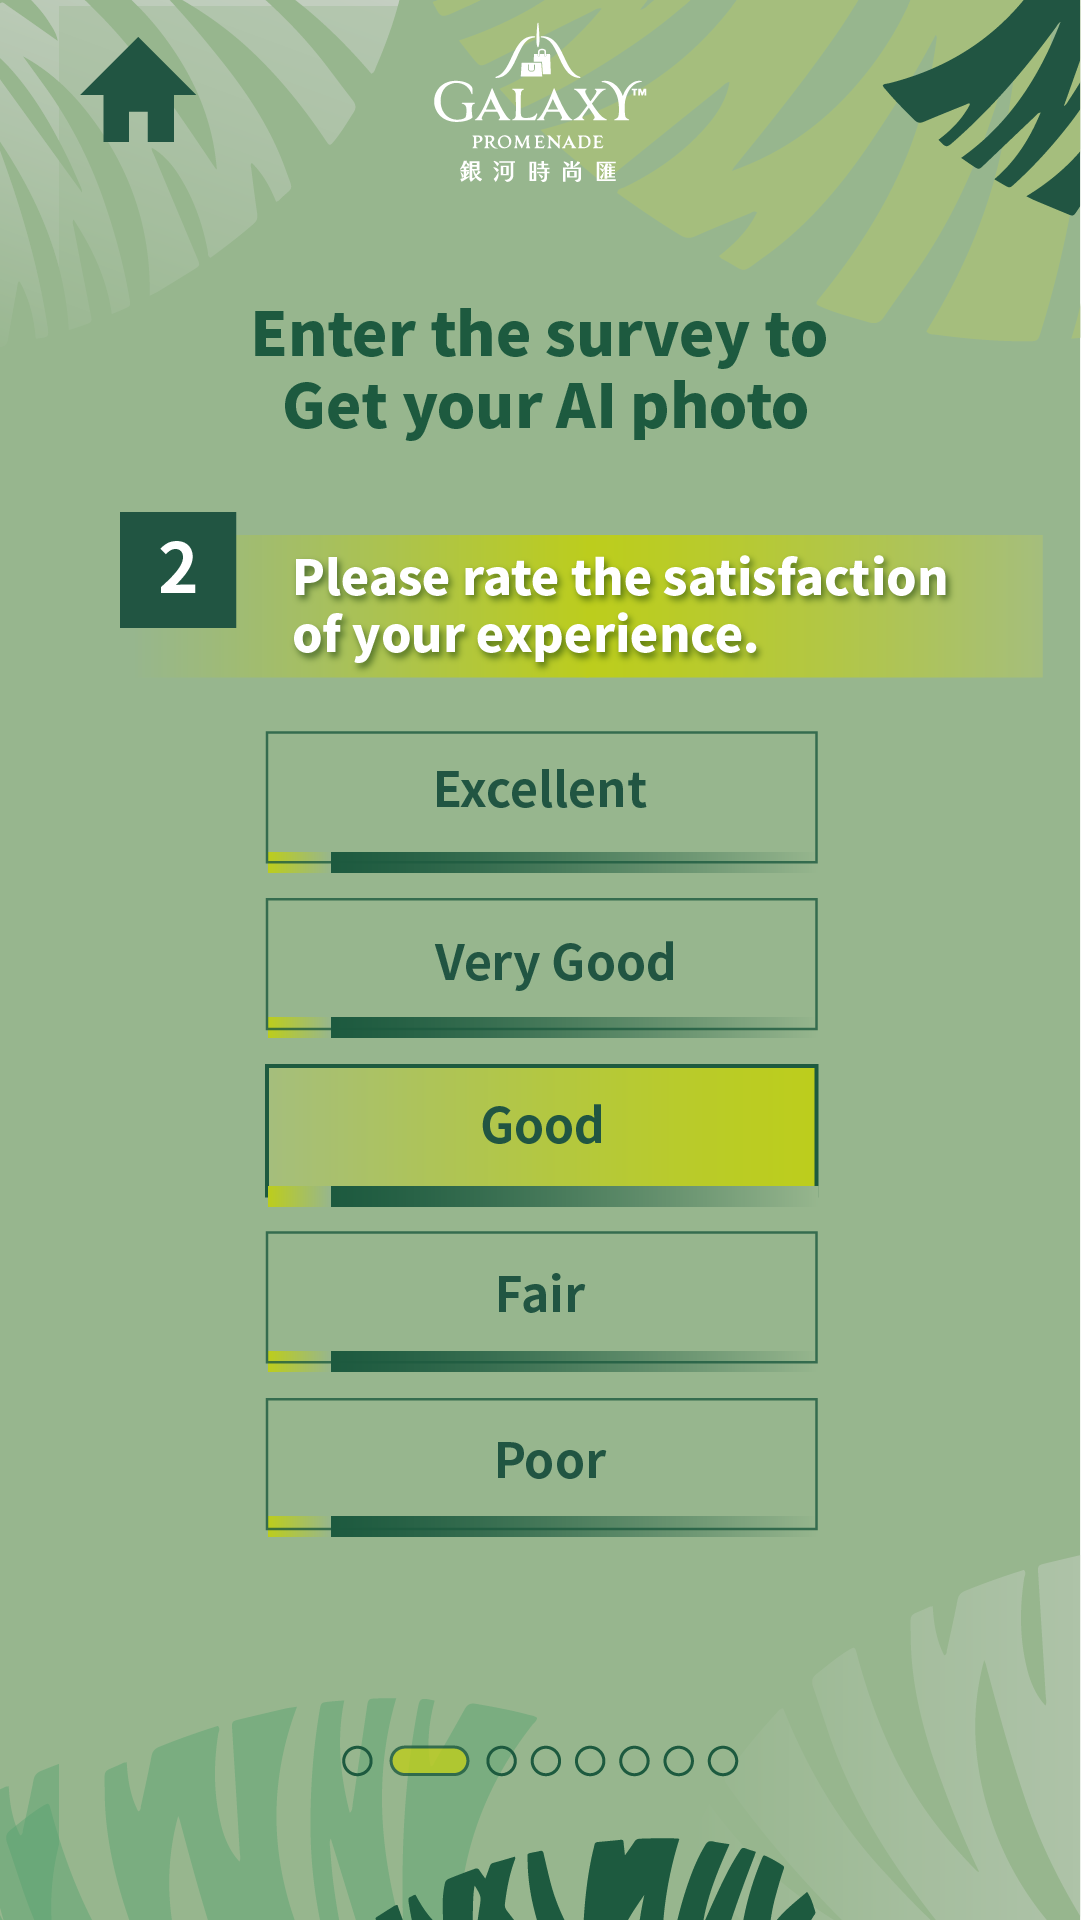 GALAXY™
PROMENADE
銀河時尚匯
Enter the survey to
Get your AI photo
2
Please rate the satisfaction
of your experience.
Excellent
Very Good
Good
Fair
Poor